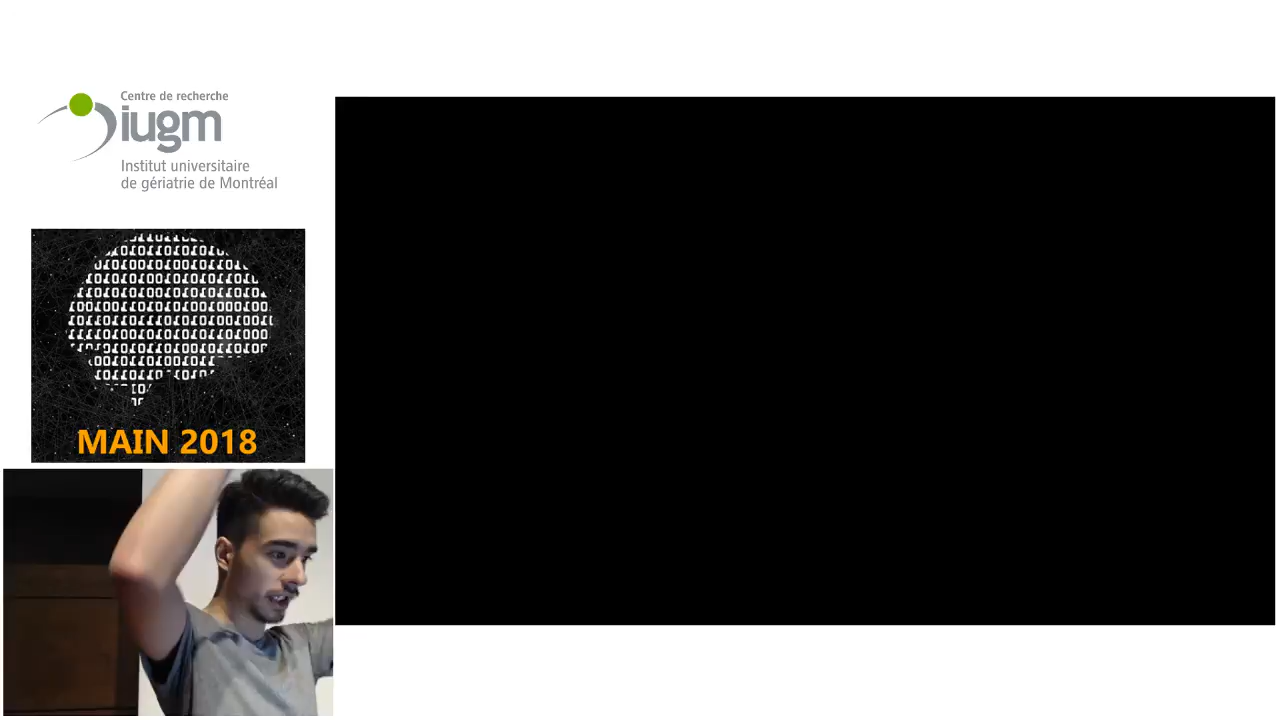 Centre de recherche
iugm
Institut universitaire
de gériatrie de Montréal
MAIN 2018